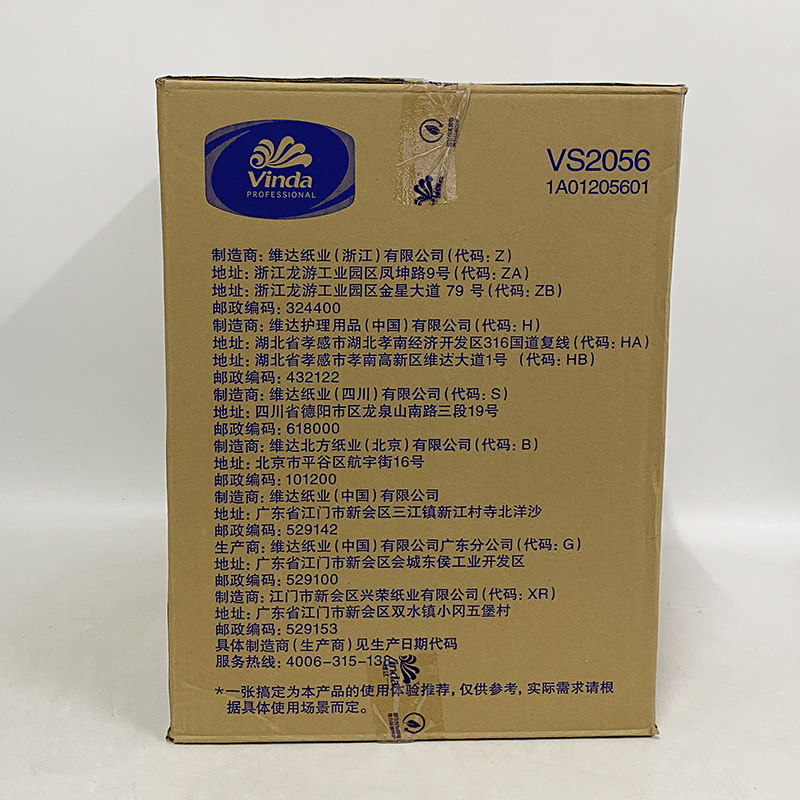 Vinda
PROFESSIONAL
VS2056
1A01205601
制造商: 维达纸业(浙江)有限公司(代码: Z)
地址: 浙江龙游工业园区凤坤路9号(代码: ZA)
地址: 浙江龙游工业园区金星大道 79 号(代码: ZB)
邮政编码: 324400
制造商: 维达护理用品(中国)有限公司(代码: H)
地址: 湖北省孝感市湖北孝南经济开发区316国道复线(代码: HA)
地址: 湖北省孝感市孝南高新区维达大道1号 (代码: HB)
邮政编码: 432122
制造商: 维达纸业(四川)有限公司(代码: S)
地址: 四川省德阳市区龙泉山南路三段19号
邮政编码: 618000
制造商: 维达北方纸业(北京)有限公司(代码: B)
地址: 北京市平谷区航宇街16号
邮政编码: 101200
制造商: 维达纸业(中国)有限公司
地址: 广东省江门市新会区三江镇新江村寺北洋沙
邮政编码: 529142
生产商: 维达纸业(中国)有限公司广东分公司(代码: G)
地址: 广东省江门市新会区会城东侯工业开发区
邮政编码: 529100
制造商: 江门市新会区兴荣纸业有限公司(代码: XR)
地址: 广东省江门市新会区双水镇小冈五堡村
邮政编码: 529153
具体制造商(生产商)见生产日期代码
服务热线: 4006-315-13
Vinda
*一张搞定为本产品的使用体验推荐, 仅供参考, 实际需求请根
据具体使用场景而定。